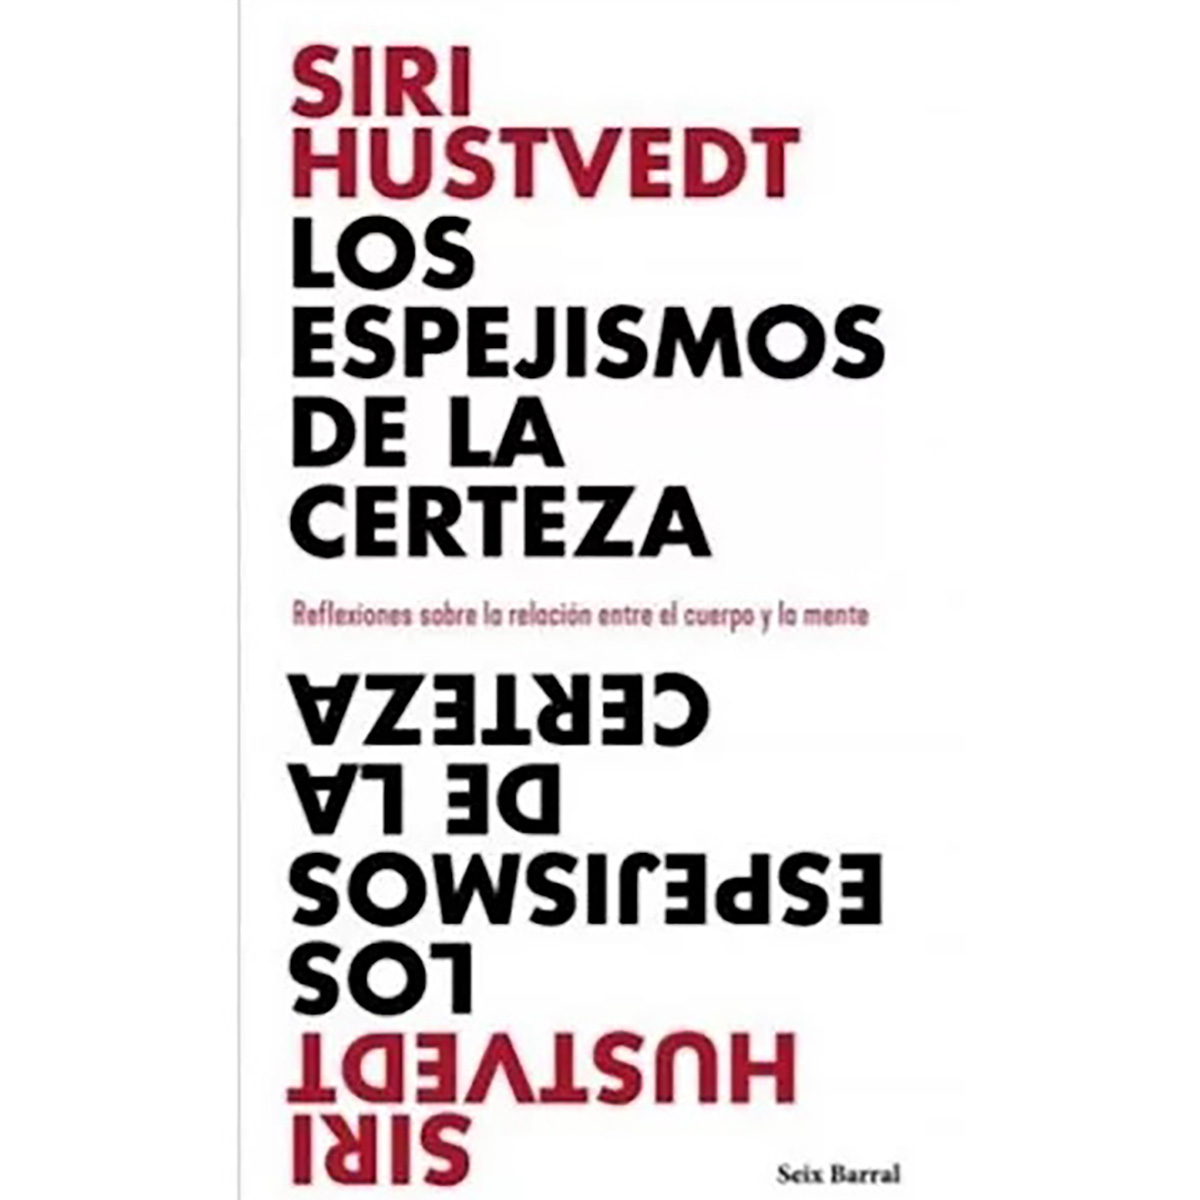 SIRI
HUSTVEDT
LOS
ESPEJISMOS
DE LA
CERTEZA
Reflexiones sobre la relación entre el cuerpo y la mente
CERTEZA
DE LA
ESPEJISMOS
LOS
HUSTVEDT
SIRI
Seix Barral